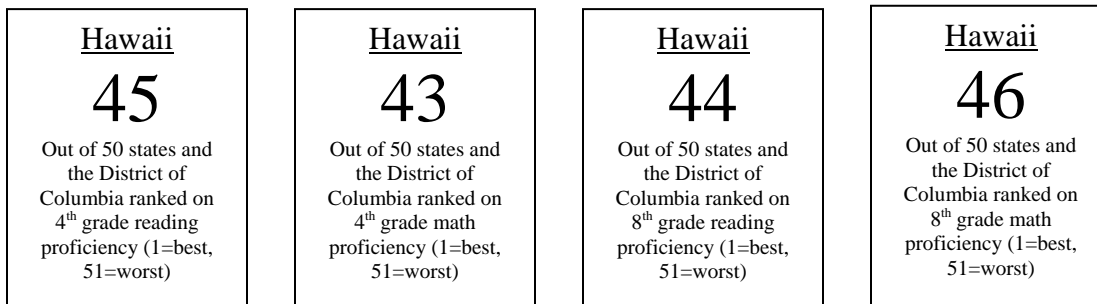 Hawaii
45
Out of 50 states and
the District of
Columbia ranked on
4th grade reading
proficiency (1=best,
51=worst)
Hawaii
43
Out of 50 states and
the District of
Columbia ranked on
4th grade math
proficiency (1=best,
51=worst)
Hawaii
44
Out of 50 states and
the District of
Columbia ranked on
8th grade reading
proficiency (1=best,
51=worst)
Hawaii
46
Out of 50 states and
the District of
Columbia ranked on
8th grade math
proficiency (1=best,
51=worst)